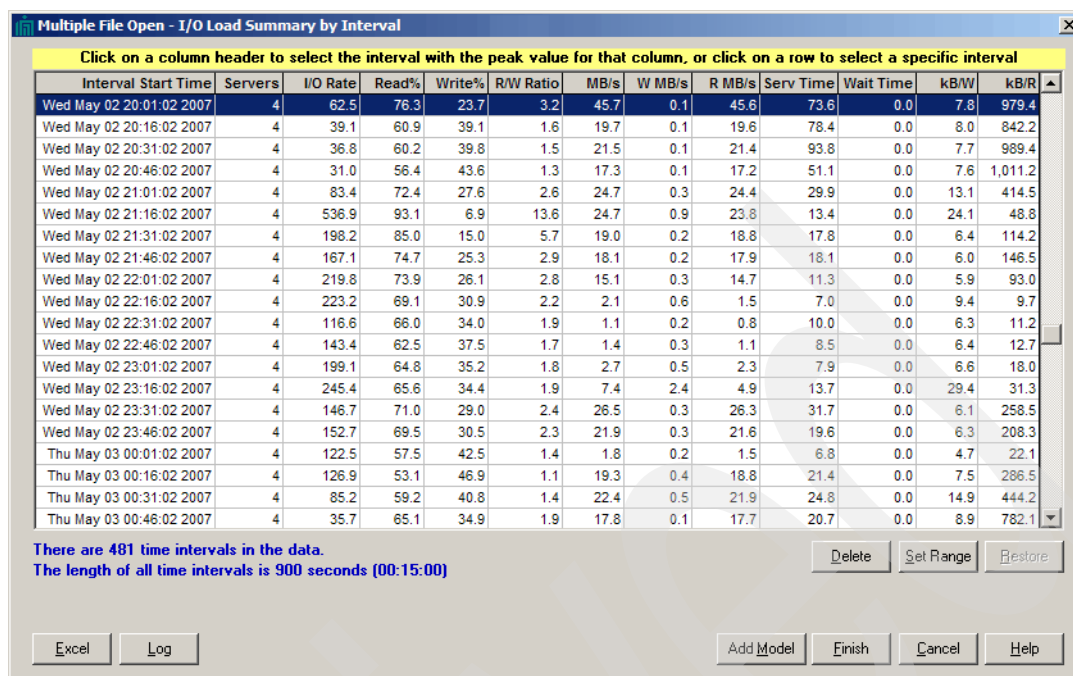 Multiple File Open - I/O Load Summary by Interval
Click on a column header to select the interval with the peak value for that column, or click on a row to select a specific interval
Interval Start Time Servers I/O Rate Read% Write% R/W Ratio MB/s W MB/s R MB/s Serv Time Wait Time kB/W kB/R
Wed May 02 20:01:02 2007 4 62.5 76.3 23.7 3.2 45.7 0.1 45.6 73.6 0.0 7.8 979.4
Wed May 02 20:16:02 2007 4 39.1 60.9 39.1 1.6 19.7 0.1 19.6 78.4 0.0 8.0 842.2
Wed May 02 20:31:02 2007 4 36.8 60.2 39.8 1.5 21.5 0.1 21.4 93.8 0.0 7.7 989.4
Wed May 02 20:46:02 2007 4 31.0 56.4 43.6 1.3 17.3 0.1 17.2 51.1 0.0 7.6 1,011.2
Wed May 02 21:01:02 2007 4 83.4 72.4 27.6 2.6 24.7 0.3 24.4 29.9 0.0 13.1 414.5
Wed May 02 21:16:02 2007 4 536.9 93.1 6.9 13.6 24.7 0.9 23.8 13.4 0.0 24.1 48.8
Wed May 02 21:31:02 2007 4 198.2 85.0 15.0 5.7 19.0 0.2 18.8 17.8 0.0 6.4 114.2
Wed May 02 21:46:02 2007 4 167.1 74.7 25.3 2.9 18.1 0.2 17.9 18.1 0.0 6.0 146.5
Wed May 02 22:01:02 2007 4 219.8 73.9 26.1 2.8 15.1 0.3 14.7 11.3 0.0 5.9 93.0
Wed May 02 22:16:02 2007 4 223.2 69.1 30.9 2.2 2.1 0.6 1.5 7.0 0.0 9.4 9.7
Wed May 02 22:31:02 2007 4 116.6 66.0 34.0 1.9 1.1 0.2 0.8 10.0 0.0 6.3 11.2
Wed May 02 22:46:02 2007 4 143.4 62.5 37.5 1.7 1.4 0.3 1.1 8.5 0.0 6.4 12.7
Wed May 02 23:01:02 2007 4 199.1 64.8 35.2 1.8 2.7 0.5 2.3 7.9 0.0 6.6 18.0
Wed May 02 23:16:02 2007 4 245.4 65.6 34.4 1.9 7.4 2.4 4.9 13.7 0.0 29.4 31.3
Wed May 02 23:31:02 2007 4 146.7 71.0 29.0 2.4 26.5 0.3 26.3 31.7 0.0 6.1 258.5
Wed May 02 23:46:02 2007 4 152.7 69.5 30.5 2.3 21.9 0.3 21.6 19.6 0.0 6.3 208.3
Thu May 03 00:01:02 2007 4 122.5 57.5 42.5 1.4 1.8 0.2 1.5 6.8 0.0 4.7 22.1
Thu May 03 00:16:02 2007 4 126.9 53.1 46.9 1.1 19.3 0.4 18.8 21.4 0.0 7.5 286.5
Thu May 03 00:31:02 2007 4 85.2 59.2 40.8 1.4 22.4 0.5 21.9 24.8 0.0 14.9 444.2
Thu May 03 00:46:02 2007 4 35.7 65.1 34.9 1.9 17.8 0.1 17.7 20.7 0.0 8.9 782.1
There are 481 time intervals in the data.
The length of all time intervals is 900 seconds (00:15:00)
Delete Set Range Restore
Excel Log Add Model Finish Cancel Help